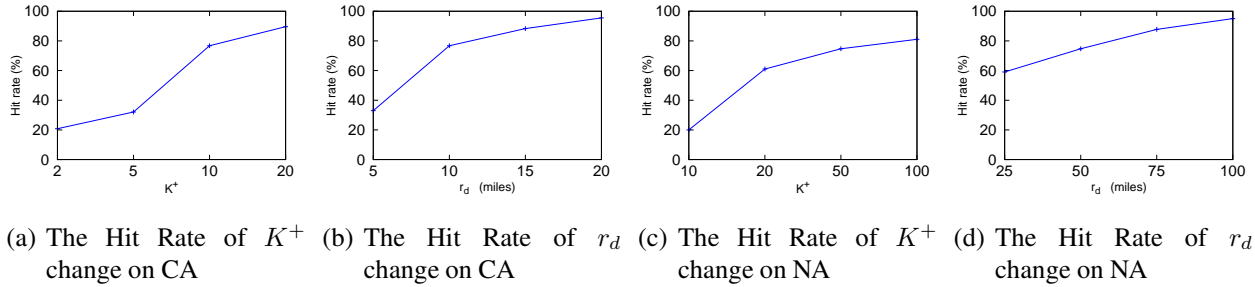 100
80
60
40
20
0
2
5
10
20
Hit rate (%)
K+
100
80
60
40
20
0
5
10
15
20
Hit rate (%)
r_d (miles)
100
80
60
40
20
0
10
20
50
100
Hit rate (%)
K+
100
80
60
40
20
0
25
50
75
100
Hit rate (%)
r_d (miles)
(a) The Hit Rate of K+
change on CA
(b) The Hit Rate of r_d
change on CA
(c) The Hit Rate of K+
change on NA
(d) The Hit Rate of r_d
change on NA